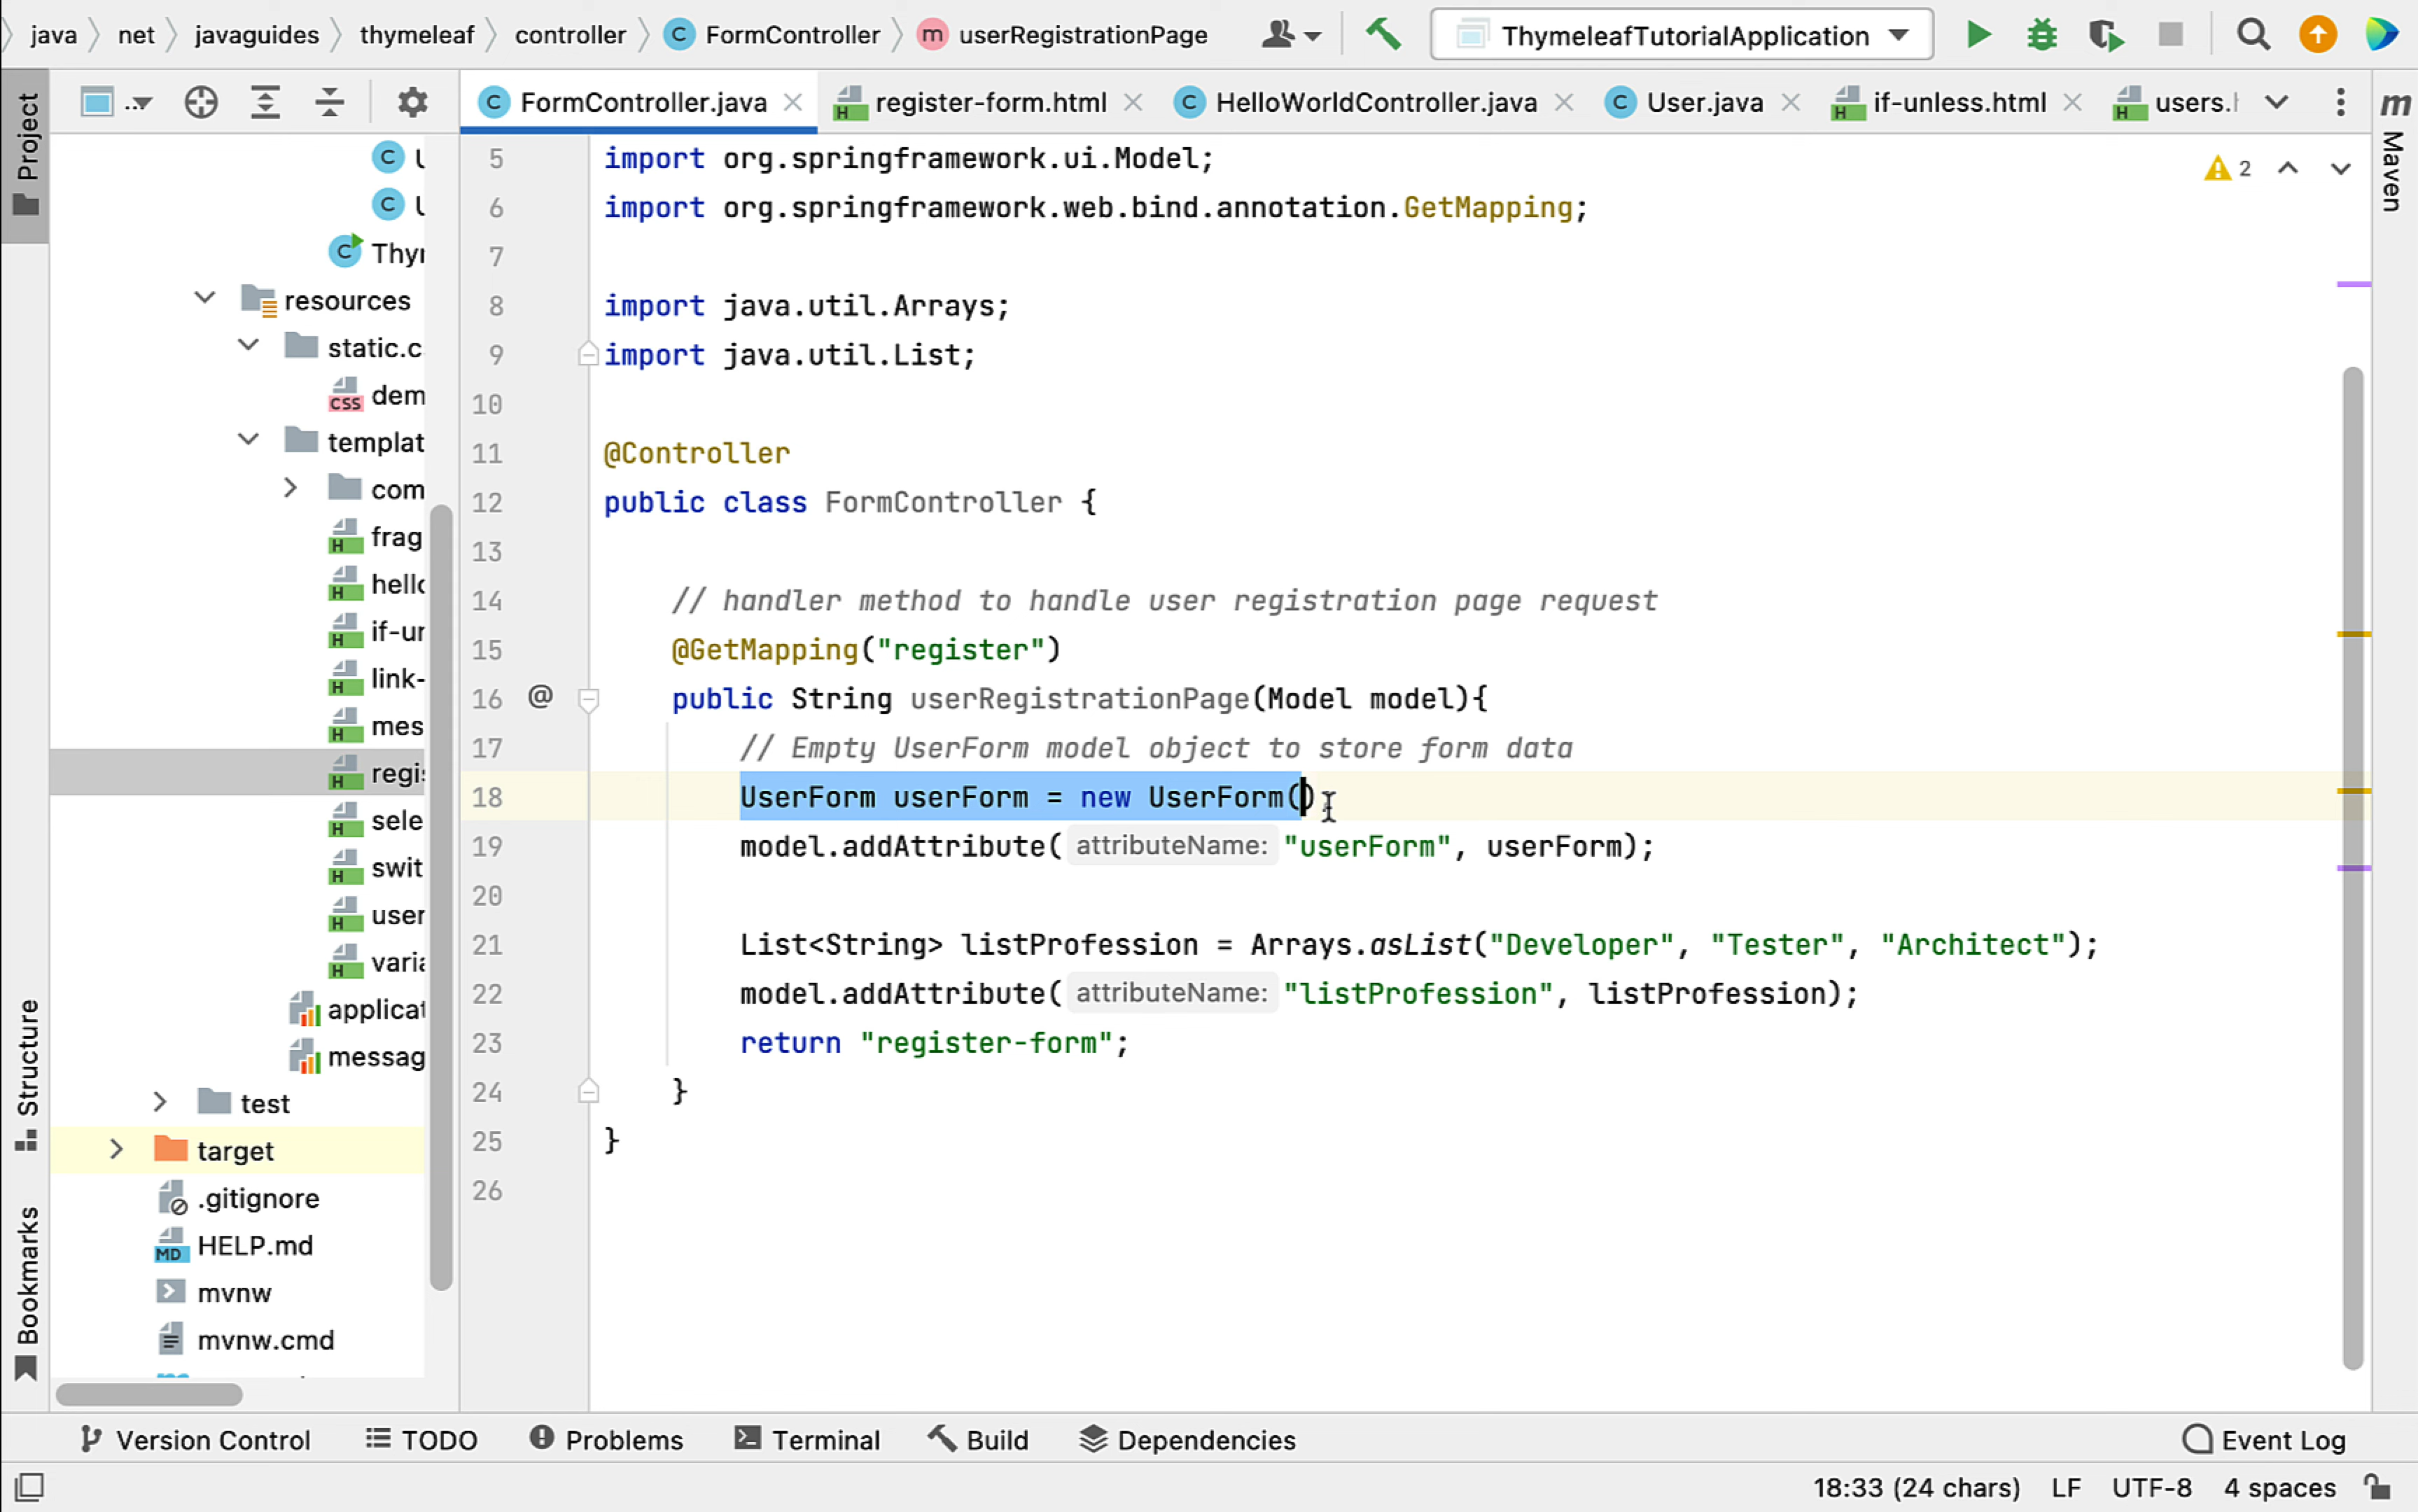 java net javaguides thymeleaf controller FormController userRegistrationPage ThymeleafTutorialApplication
Project
FormController.java register-form.html HelloWorldController.java User.java if-unless.html users.
Maven
Thy
resources
static.c
dem
templat
com
frag
hello
if-un
link-
mes
regis
sele
swit
user
varia
applicat
messag
test
target
.gitignore
HELP.md
mvnw
mvnw.cmd
Structure
Bookmarks
2
5 import org.springframework.ui.Model;
6 import org.springframework.web.bind.annotation.GetMapping;
7
8 import java.util.Arrays;
9 import java.util.List;
10
11 @Controller
12 public class FormController {
13
14 // handler method to handle user registration page request
15 @GetMapping("register")
16 public String userRegistrationPage(Model model){
17 // Empty UserForm model object to store form data
18 UserForm userForm = new UserForm()
19 model.addAttribute( attributeName: "userForm", userForm);
20
21 List<String> listProfession = Arrays.asList("Developer", "Tester", "Architect");
22 model.addAttribute( attributeName: "listProfession", listProfession);
23 return "register-form";
24 }
25 }
26
Version Control TODO Problems Terminal Build Dependencies Event Log
18:33 (24 chars) LF UTF-8 4 spaces